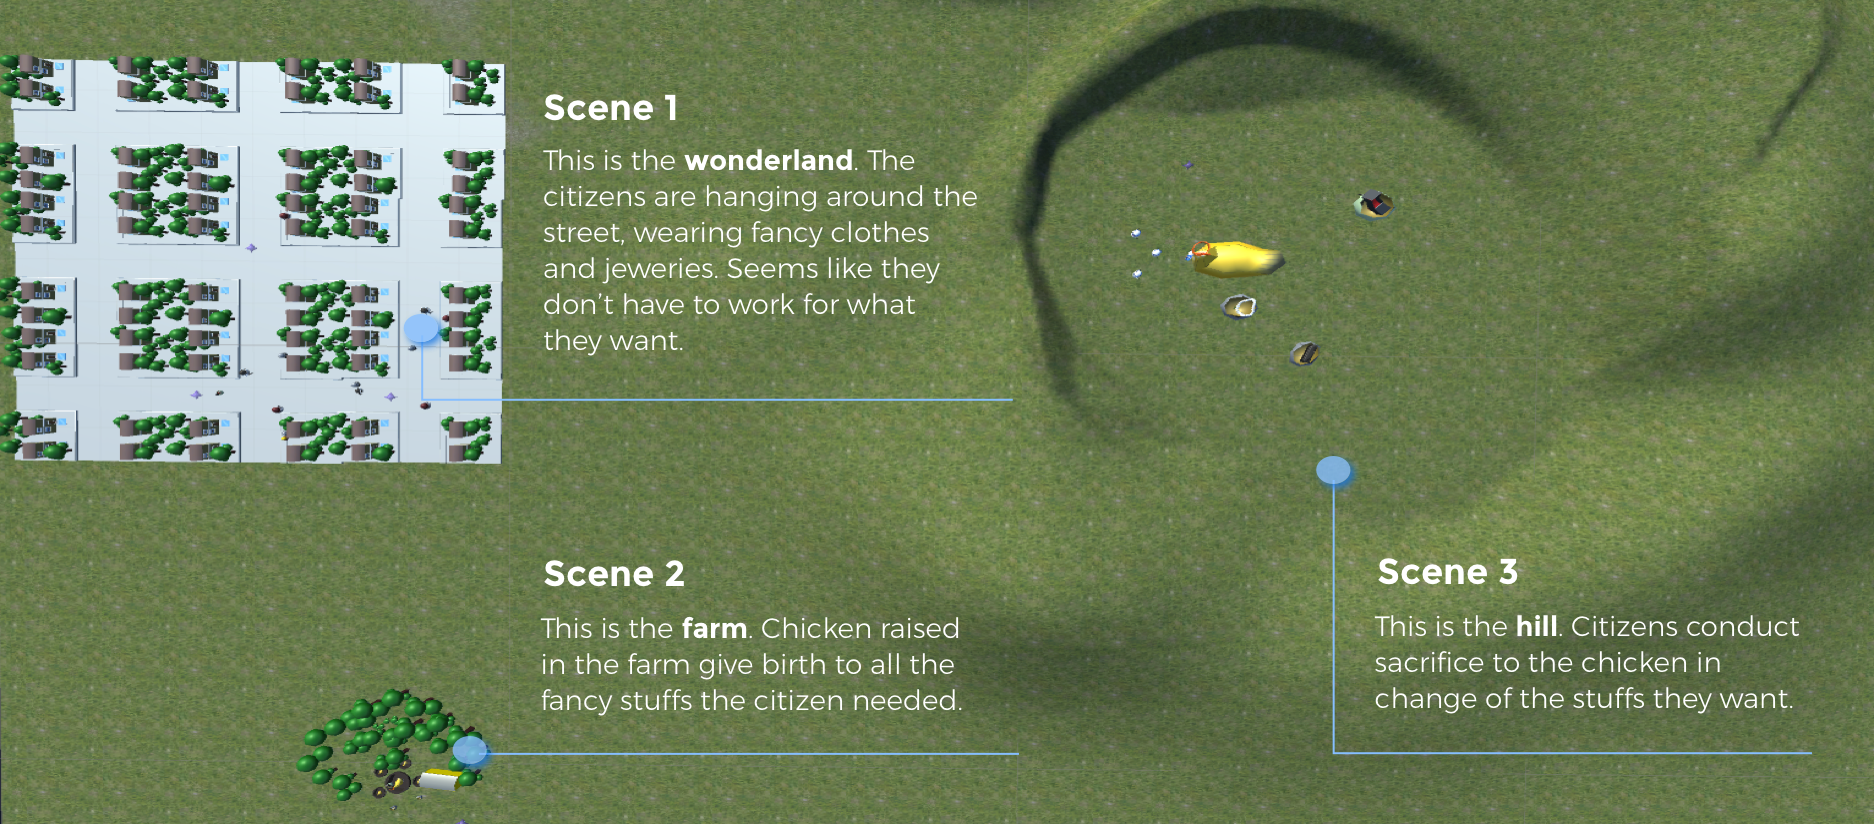 Scene 1
This is the wonderland. The
citizens are hanging around the
street, wearing fancy clothes
and jeweries. Seems like they
don't have to work for what
they want.
Scene 2
This is the farm. Chicken raised
in the farm give birth to all the
fancy stuffs the citizen needed.
Scene 3
This is the hill. Citizens conduct
sacrifice to the chicken in
change of the stuffs they want.